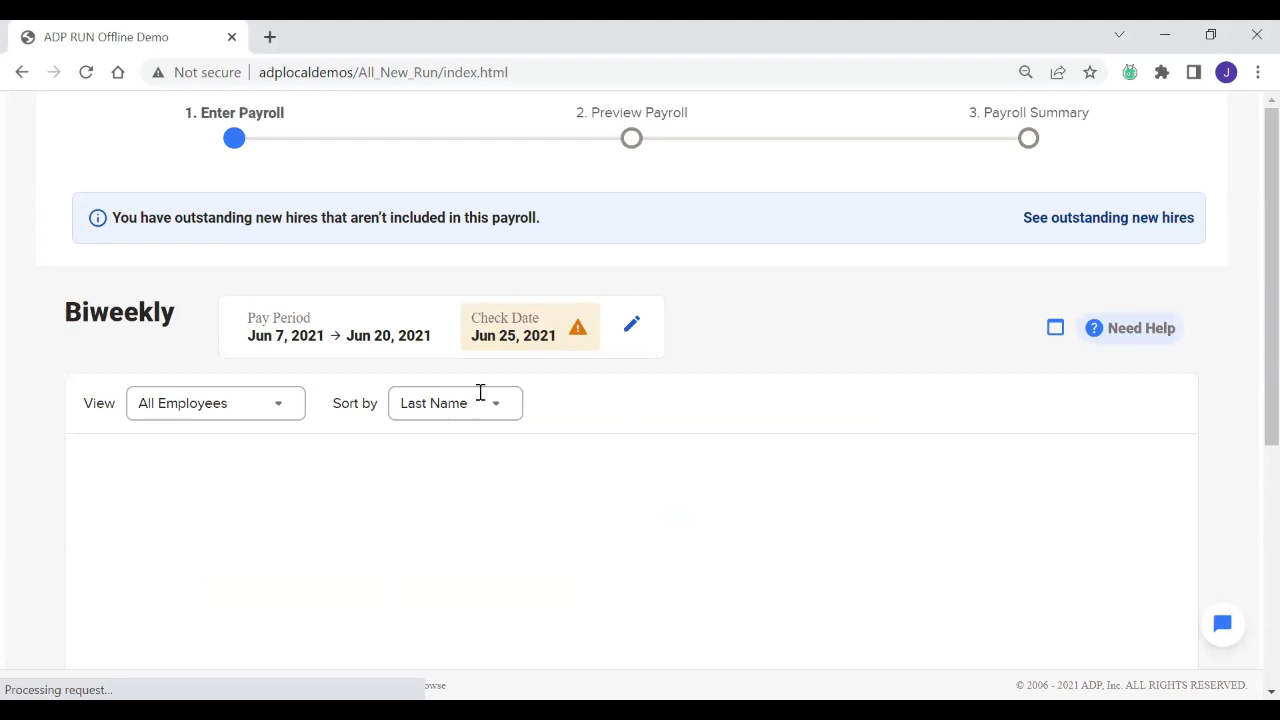 ADP RUN Offline Demo
Not secure
adplocaldemos/All_New_Run/index.html
J
1. Enter Payroll
2. Preview Payroll
3. Payroll Summary
You have outstanding new hires that aren't included in this payroll.
See outstanding new hires
Biweekly
Pay Period
Jun 7, 2021 → Jun 20, 2021
Check Date
Jun 25, 2021
? Need Help
View
All Employees
Sort by
Last Name
Processing request...
owse
© 2006 - 2021 ADP, Inc. ALL RIGHTS RESERVED.